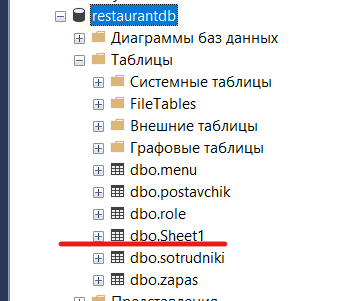 restaurantdb
Диаграммы баз данных
Таблицы
Системные таблицы
FileTables
Внешние таблицы
Графовые таблицы
dbo.menu
dbo.postavchik
dbo.role
dbo.Sheet1
dbo.sotrudniki
dbo.zapas
Представления